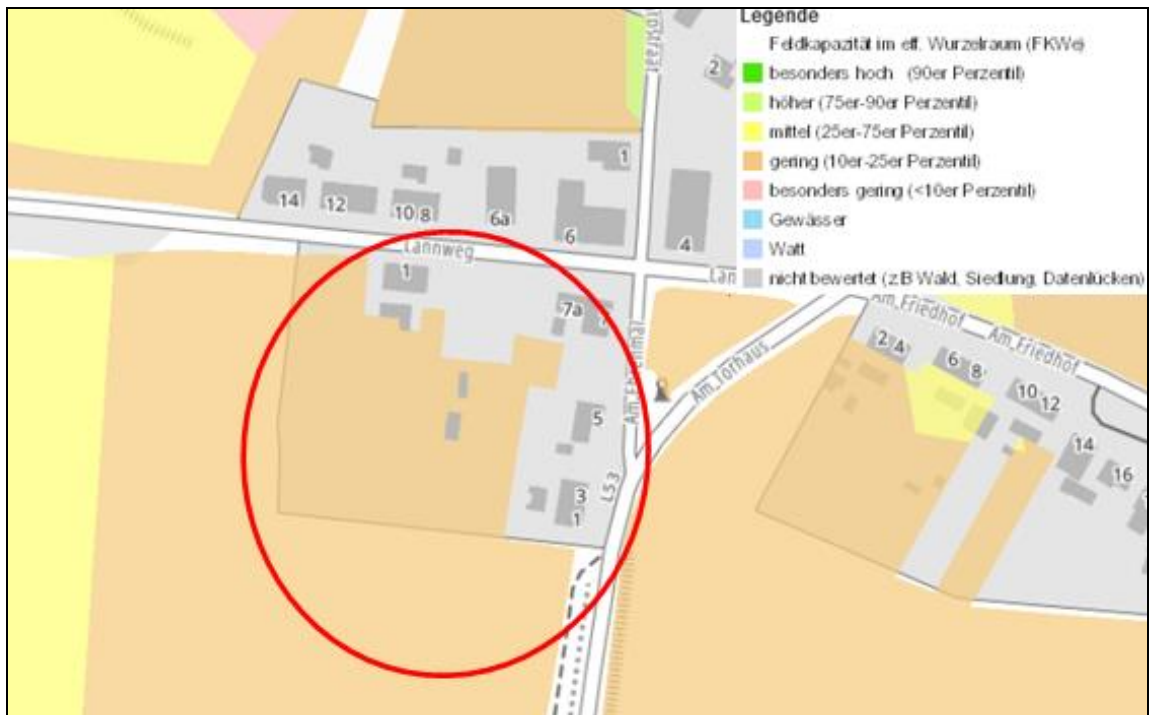 Legende
Feldkapazität im eff. Wurzelraum (FKWe)
besonders hoch (90er Perzentil)
höher (75er-90er Perzentil)
mittel (25er-75er Perzentil)
gering (10er-25er Perzentil)
besonders gering (<10er Perzentil)
Gewässer
Watt
nicht bewertet (z.B Wald, Siedlung, Datenlücken)
2
1
14
12
10 8
6a
6
4
Lannweg
Lan
1
7a
Am Ehrenmal
Am Torhaus
Am Friedhof
Am Friedhof
2 4
6
8
10
12
14
16
5
3
1
L53